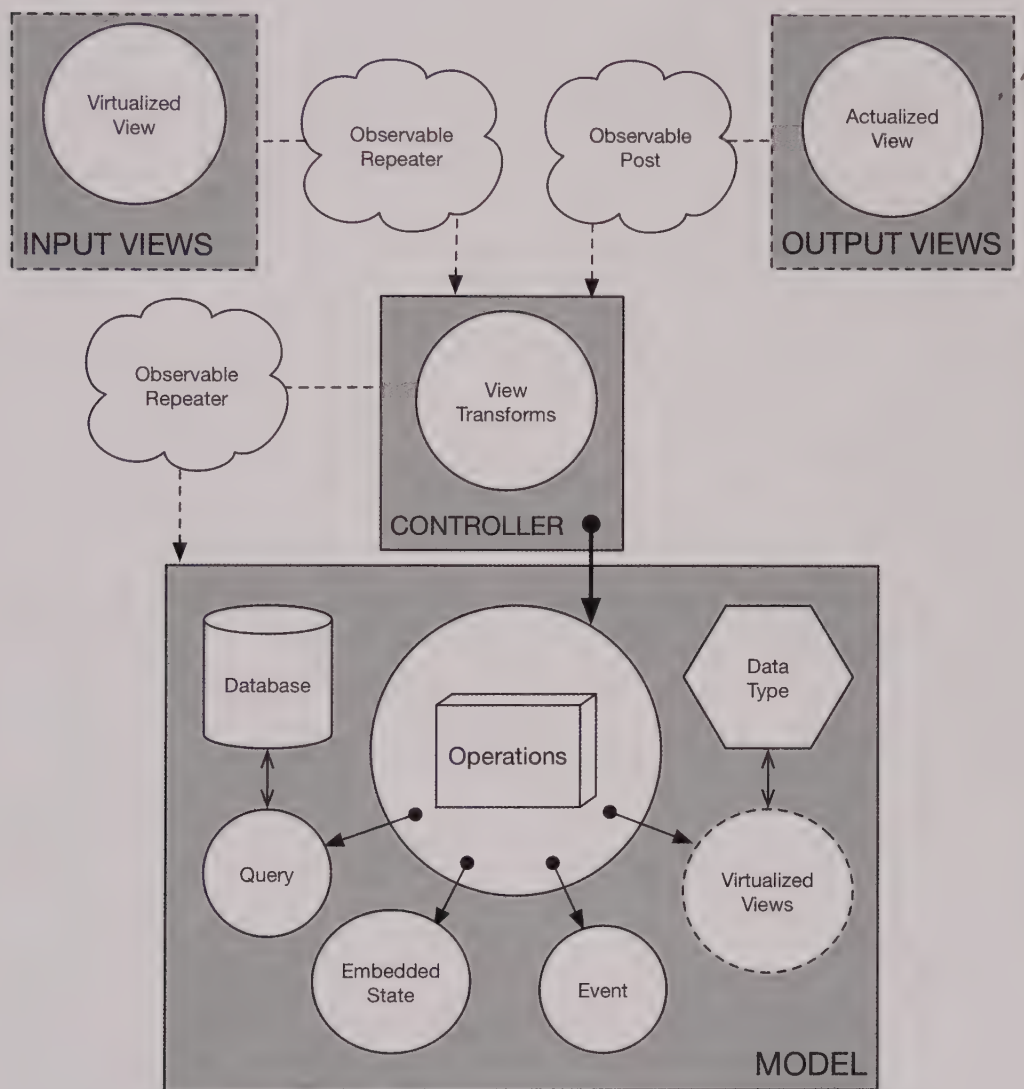 Virtualized
View
INPUT VIEWS
Observable
Repeater
Observable
Post
Actualized
View
OUTPUT VIEWS
Observable
Repeater
View
Transforms
CONTROLLER
Database
Operations
Data
Type
Query
Embedded
State
Event
Virtualized
Views
MODEL